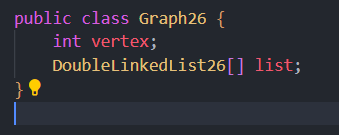 public class Graph26 {
    int vertex;
    DoubleLinkedList26[] list;
}